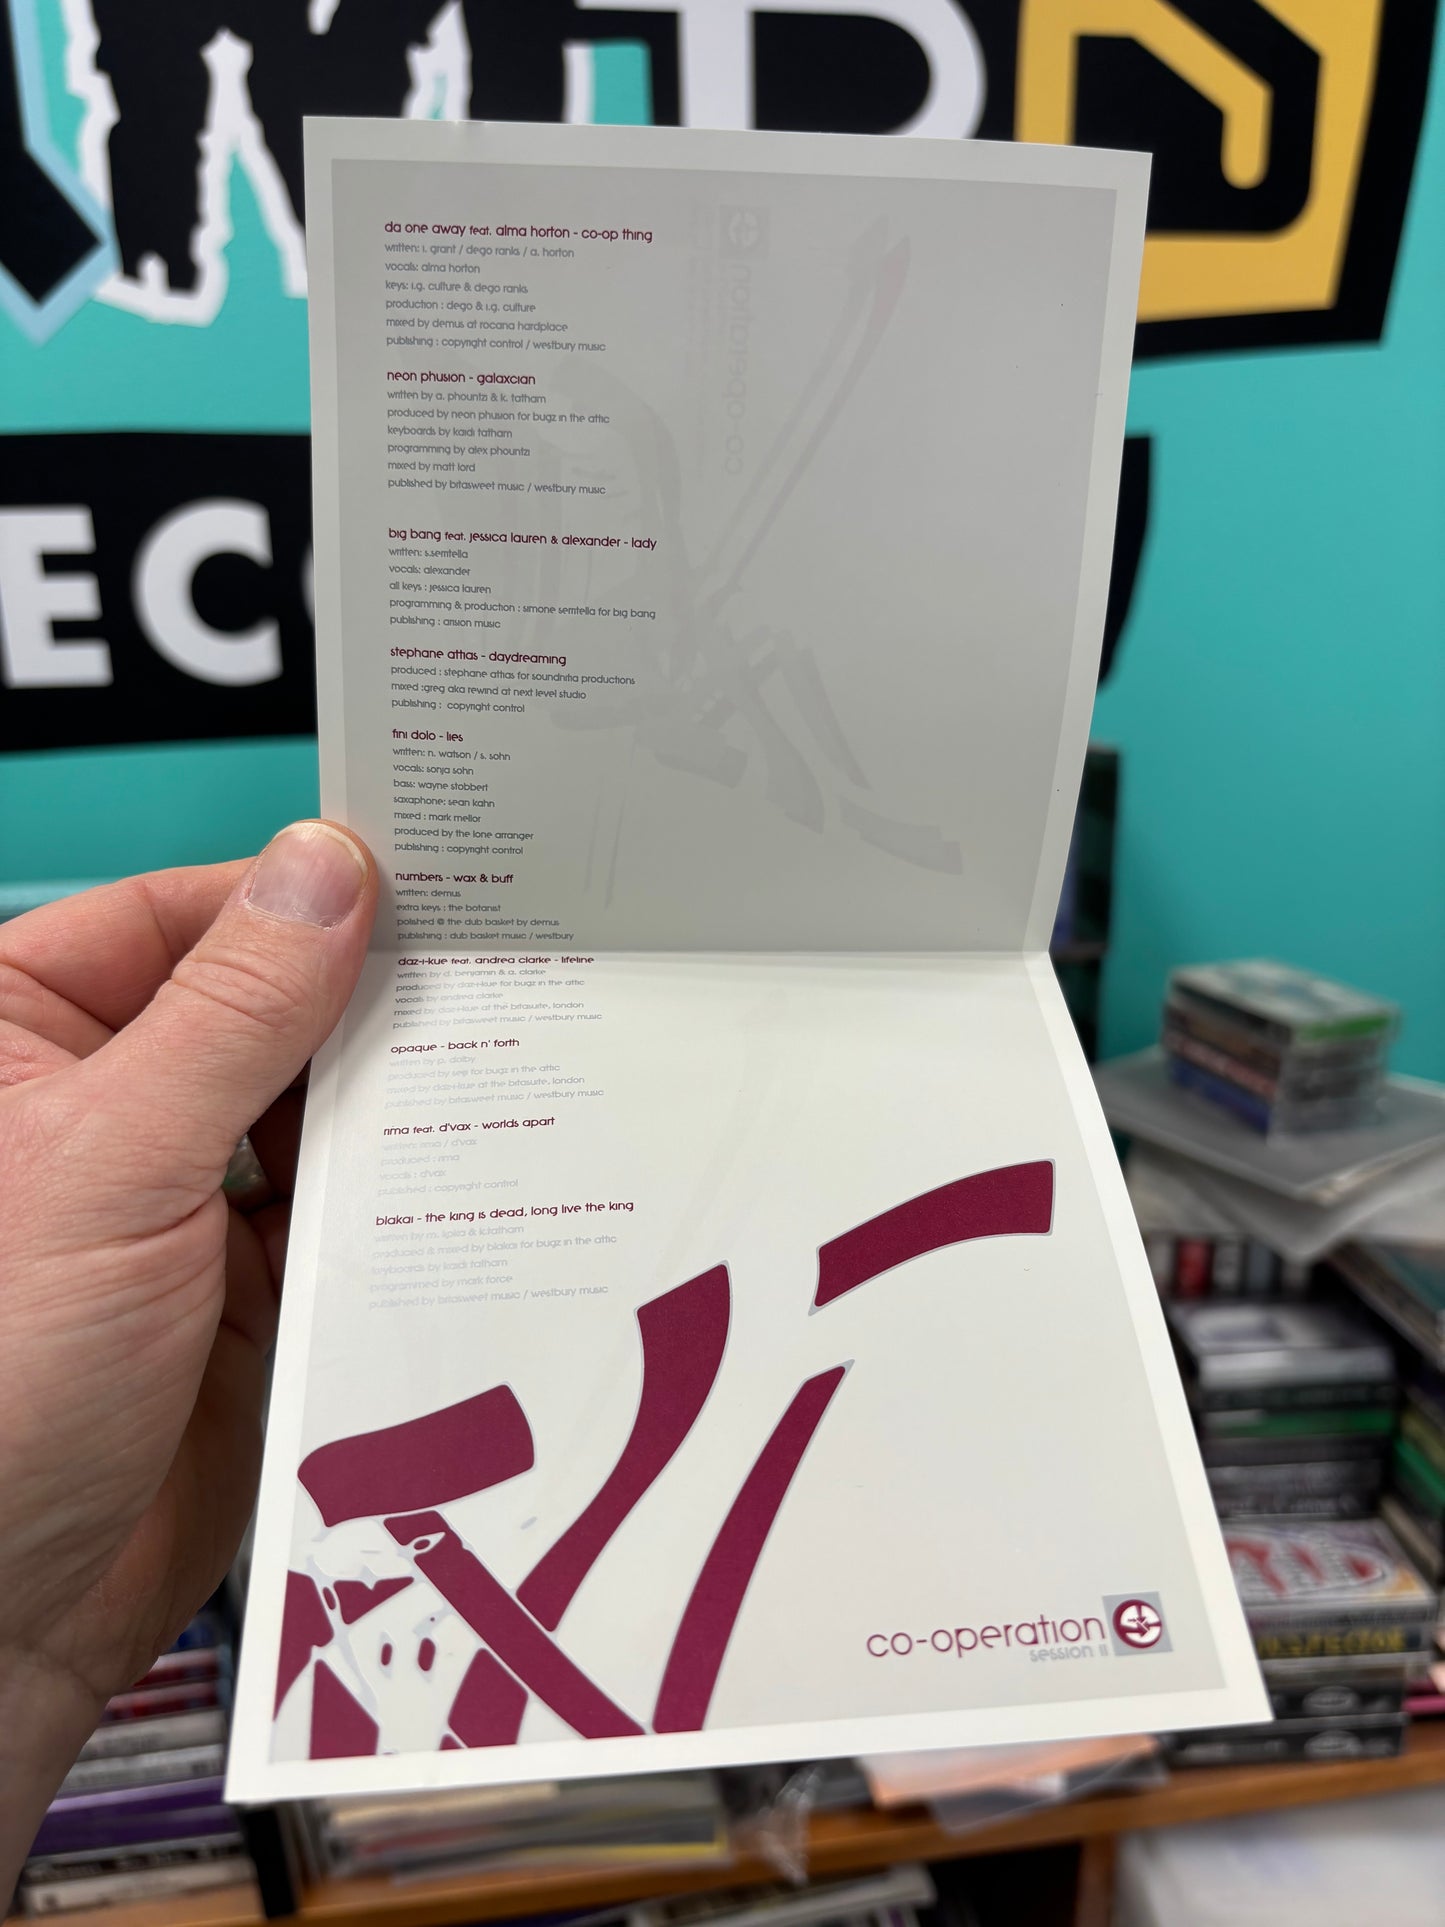 EC
da one away feat. alma horton - co-op thing
written: i. grant / dego ranks / a. horton
vocals: alma horton
keys: i.g. culture & dego ranks
production : dego & i.g. culture
mixed by demus at rocana hardplace
publishing : copyright control / westbury music
neon phusion - galaxcian
written by a. phountzi & k. tatham
produced by neon phusion for bugz in the attic
keyboards by kaidi tatham
programming by alex phountzi
mixed by matt lord
published by bitasweet music / westbury music
big bang feat. jessica lauren & alexander - lady
written: s.serritella
vocals: alexander
all keys : jessica lauren
programming & production : simone serritella for big bang
publishing : arision music
stephane attias - daydreaming
produced : stephane attias for soundnitia productions
mixed :greg aka rewind at next level studio
publishing : copyright control
fini dolo - lies
written: n. watson / s. sohn
vocals: sonja sohn
bass: wayne stobbert
saxaphone: sean kahn
mixed : mark mellor
produced by the lone arranger
publishing : copyright control
numbers - wax & buff
written: demus
extra keys : the botanist
polished @ the dub basket by demus
publishing : dub basket music / westbury
daz-i-kue feat. andrea clarke - lifeline
written by d. benjamin & a. clarke
produced by daz-i-kue for bugz in the attic
vocals by andrea clarke
mixed by daz-i-kue at the bitasuite, london
published by bitasweet music / westbury music
opaque - back n' forth
written by p. dolby
produced by seiji for bugz in the attic
mixed by daz-i-kue at the bitasuite, london
published by bitasweet music / westbury music
rima feat. d'vax - worlds apart
written: rima / d'vax
produced : rima
vocals : d'vax
published : copyright control
blakai - the king is dead, long live the king
written by m. lipka & k.tatham
produced & mixed by blakai for bugz in the attic
keyboards by kaidi tatham
programmed by mark force
published by bitasweet music / westbury music
co-operation
session II